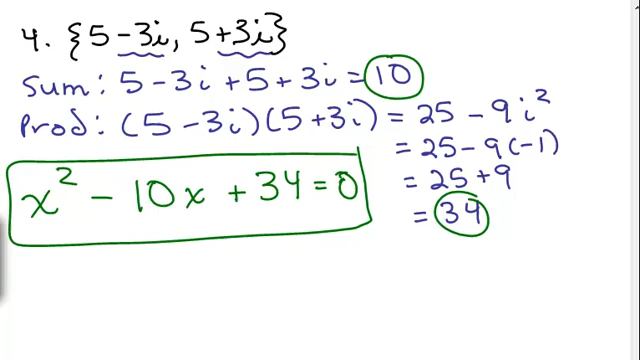 4. {5-3i, 5+3i}
Sum: 5-3i+5+3i=10
Prod: (5-3i)(5+3i) = 25 - 9i²
= 25-9(-1)
= 25+9
= 34
x² - 10x + 34 = 0